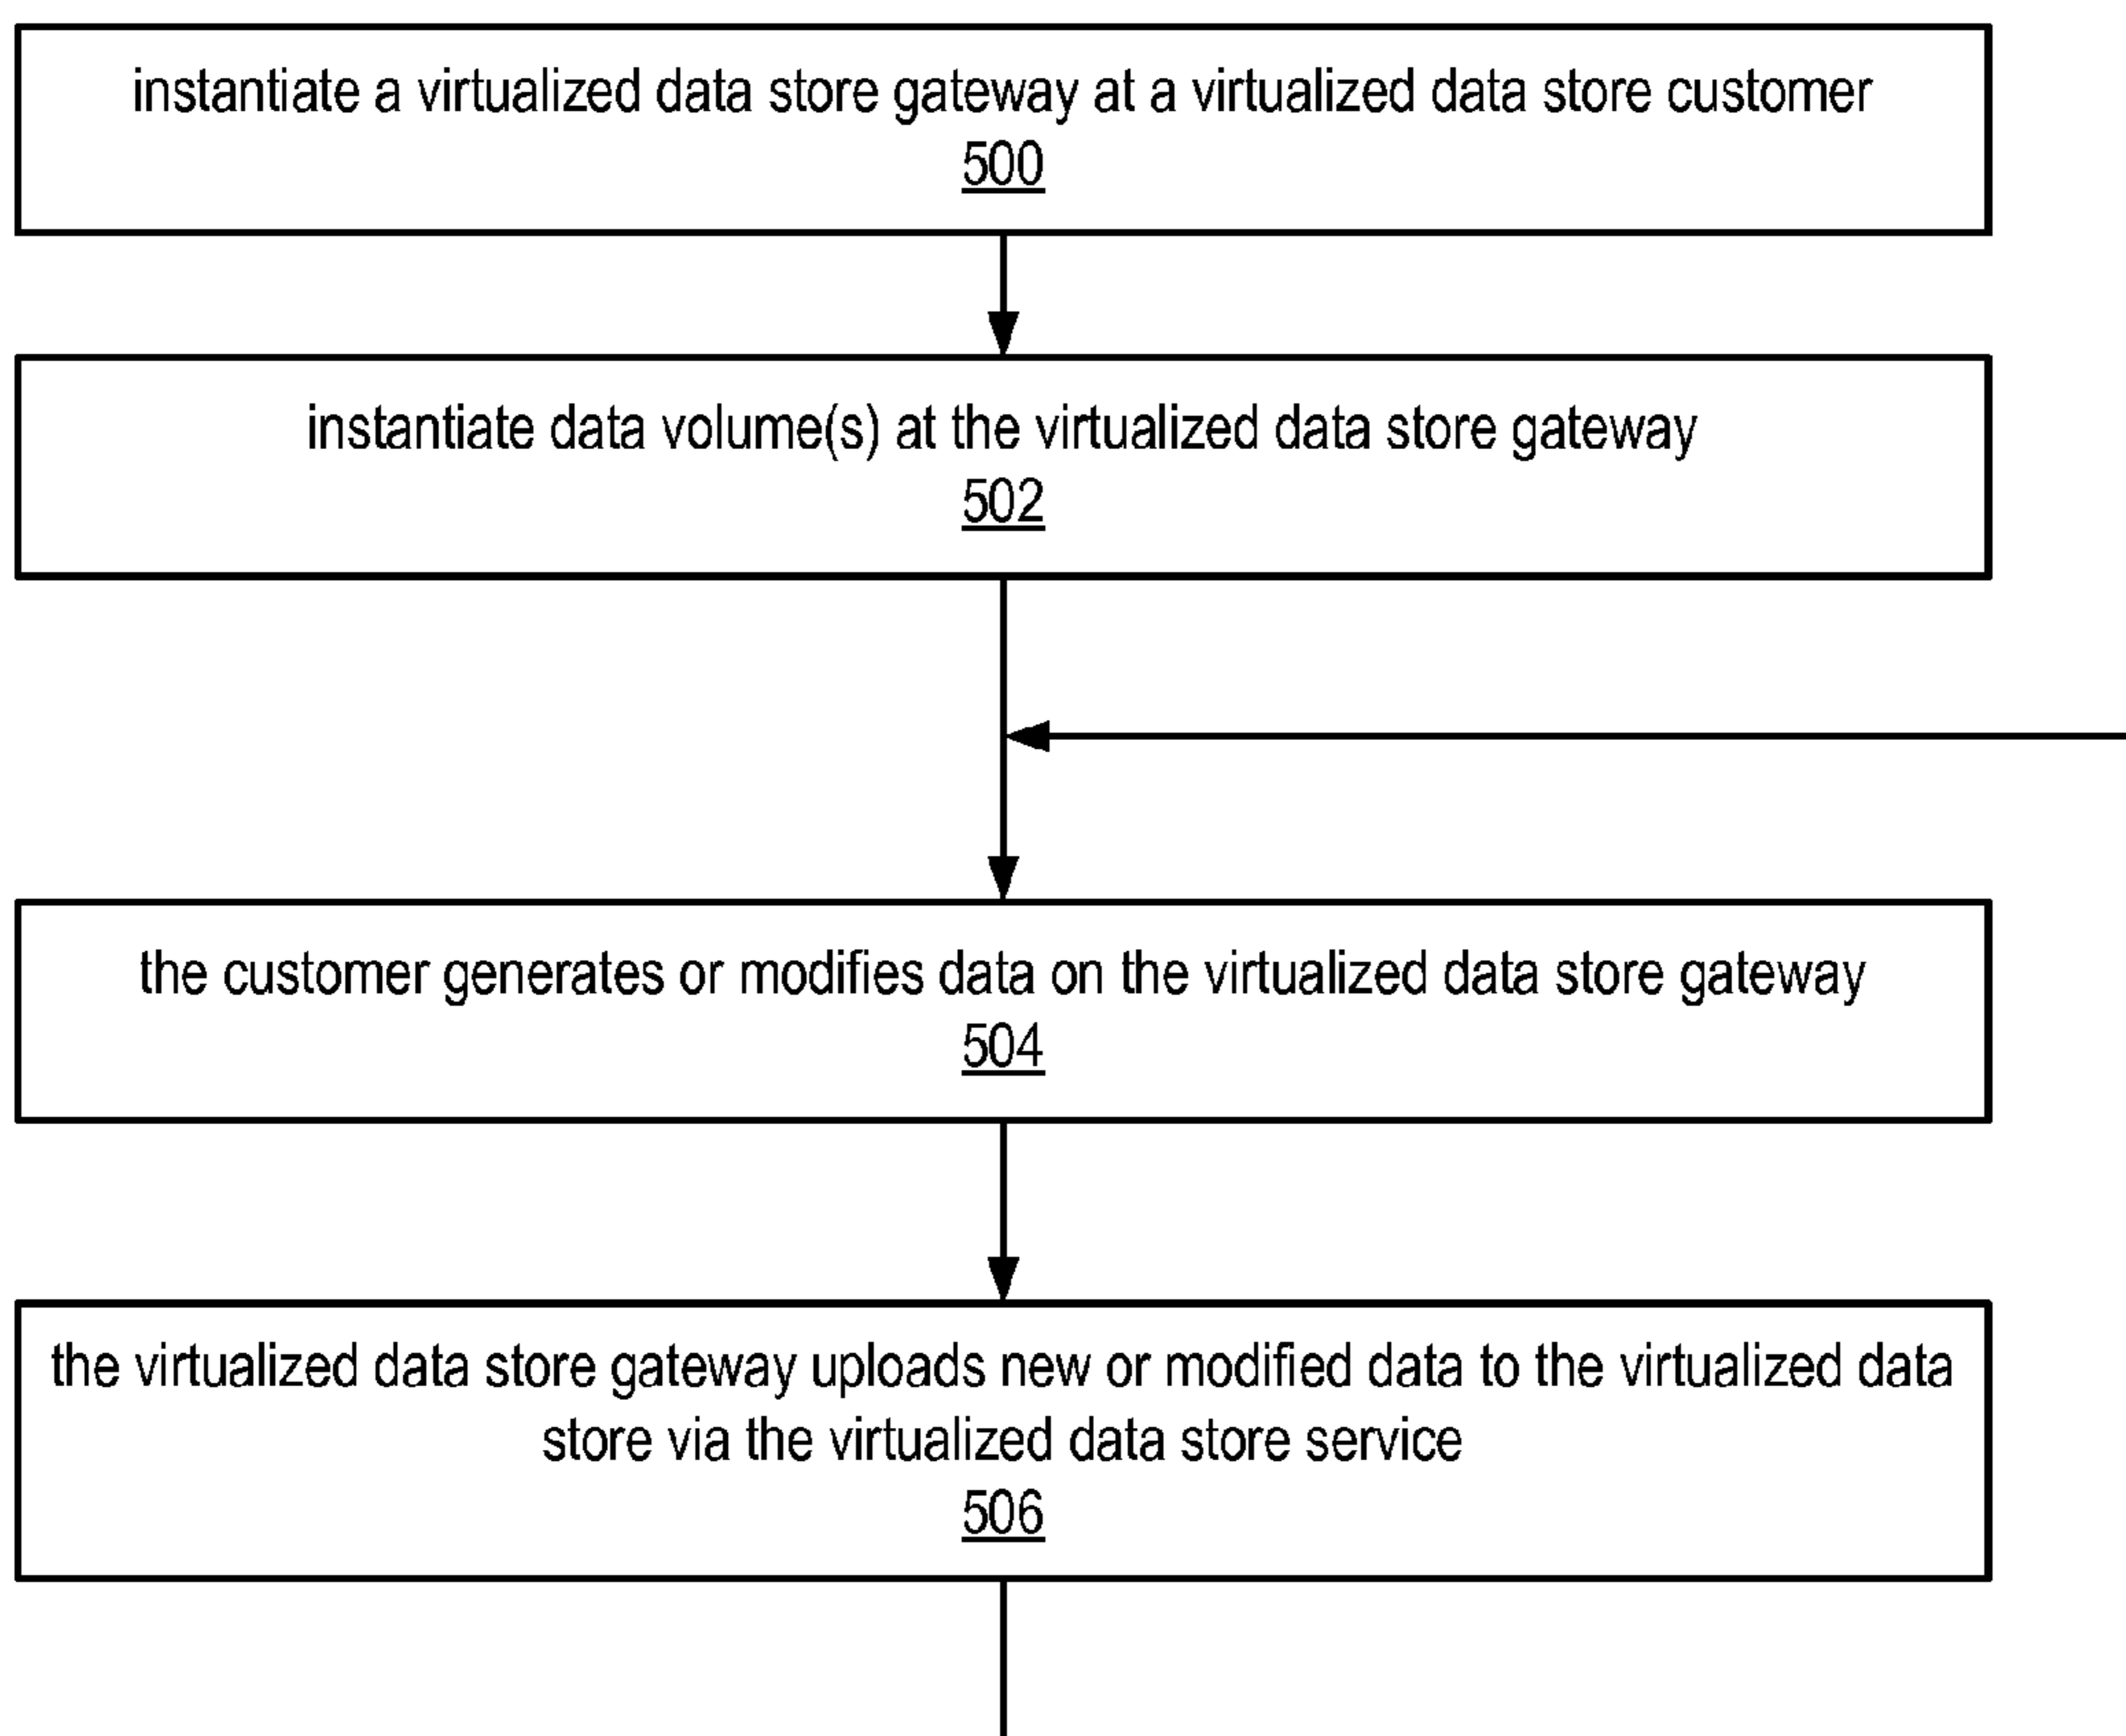 instantiate a virtualized data store gateway at a virtualized data store customer
500
instantiate data volume(s) at the virtualized data store gateway
502
the customer generates or modifies data on the virtualized data store gateway
504
the virtualized data store gateway uploads new or modified data to the virtualized data
store via the virtualized data store service
506